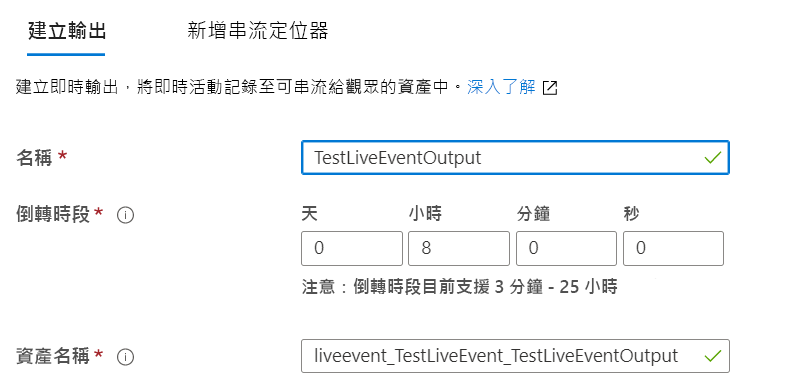 建立輸出 新增串流定位器
建立即時輸出，將即時活動記錄至可串流給觀眾的資產中。深入了解
名稱 * TestLiveEventOutput
倒轉時段 * 天 小時 分鐘 秒
0 8 0 0
注意：倒轉時段目前支援 3 分鐘 - 25 小時
資產名稱 * liveevent_TestLiveEvent_TestLiveEventOutput